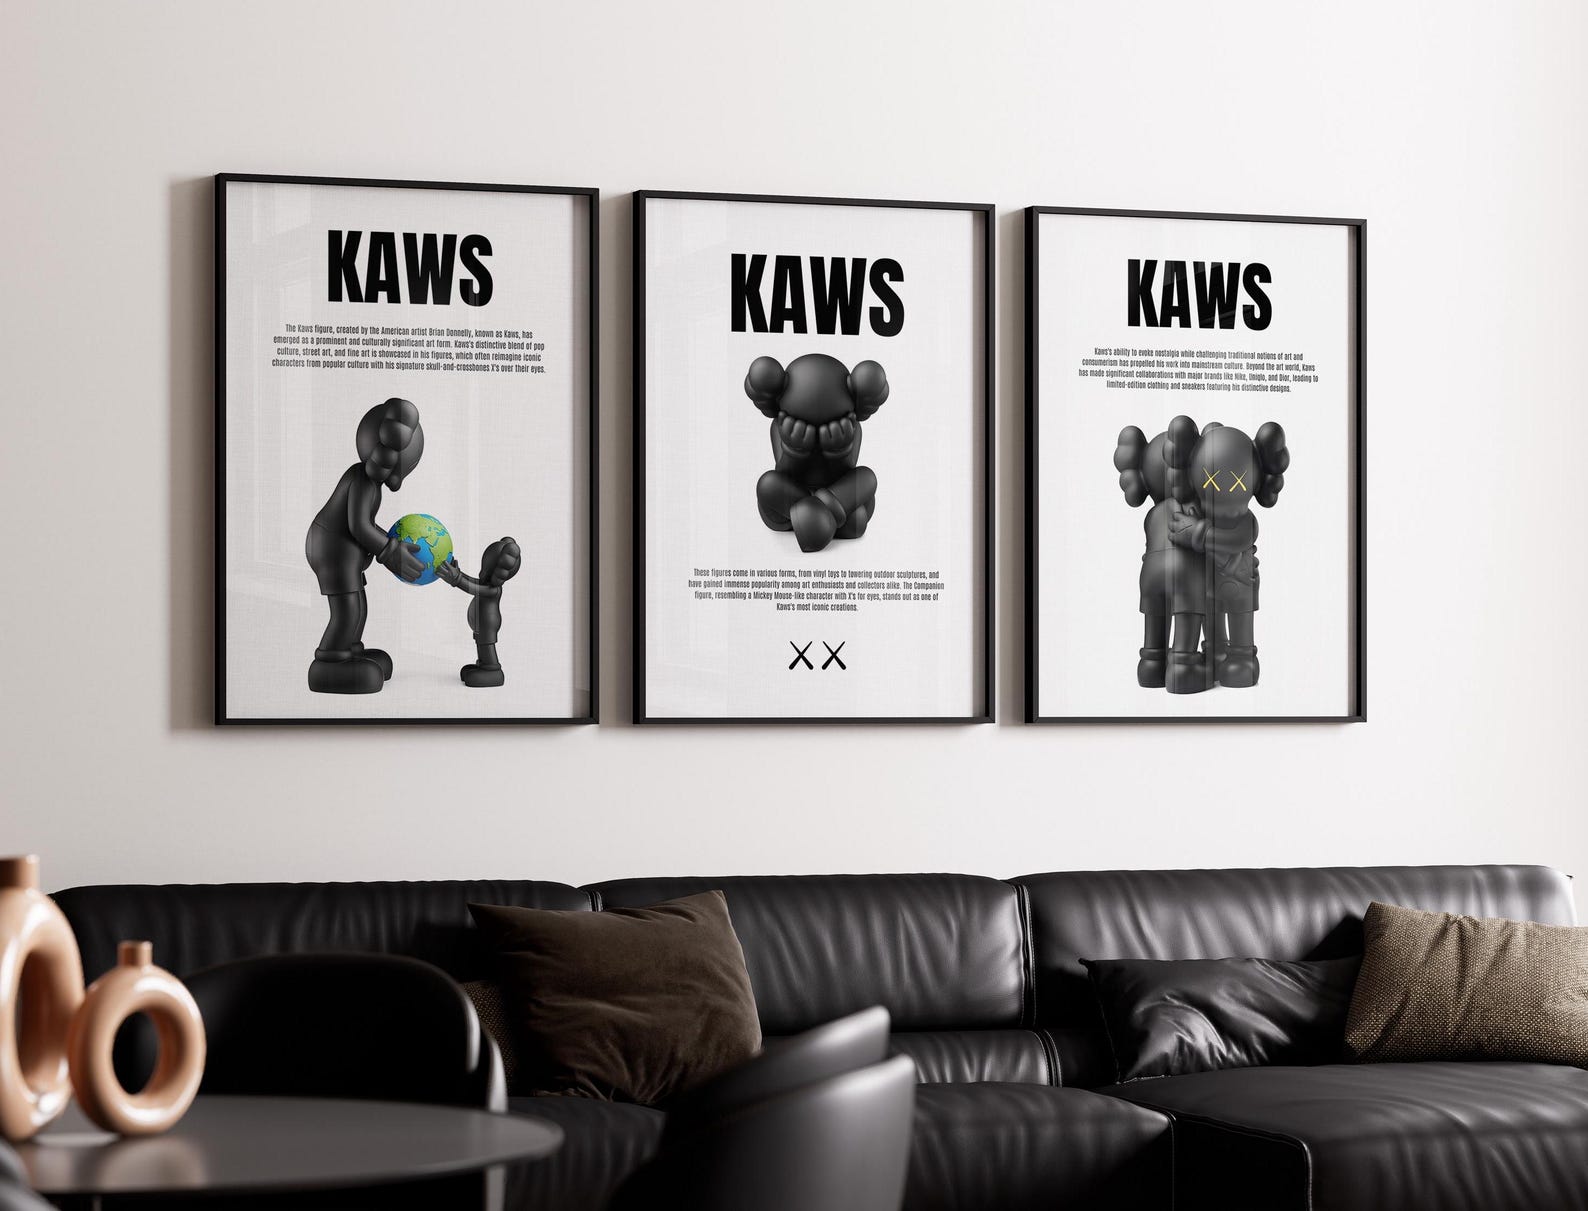 KAWS
The Kaws figure, created by the American artist Brian Donnelly, known as Kaws, has
emerged as a prominent and culturally significant art form. Kaws's distinctive blend of pop
culture, street art, and fine art is showcased in his figures, which often reimagine iconic
characters from popular culture with his signature skull-and-crossbones X's over their eyes.
KAWS
These figures come in various forms, from vinyl toys to towering outdoor sculptures, and
have gained immense popularity among art enthusiasts and collectors alike. The Companion
figure, resembling a Mickey Mouse-like character with X's for eyes, stands out as one of
Kaws's most iconic creations.
XX
KAWS
Kaws's ability to evoke nostalgia while challenging traditional notions of art and
consumerism has propelled his work into mainstream culture. Beyond the art world, Kaws
has made significant collaborations with major brands like Nike, Uniqlo, and Dior, leading to
limited-edition clothing and sneakers featuring his distinctive designs.